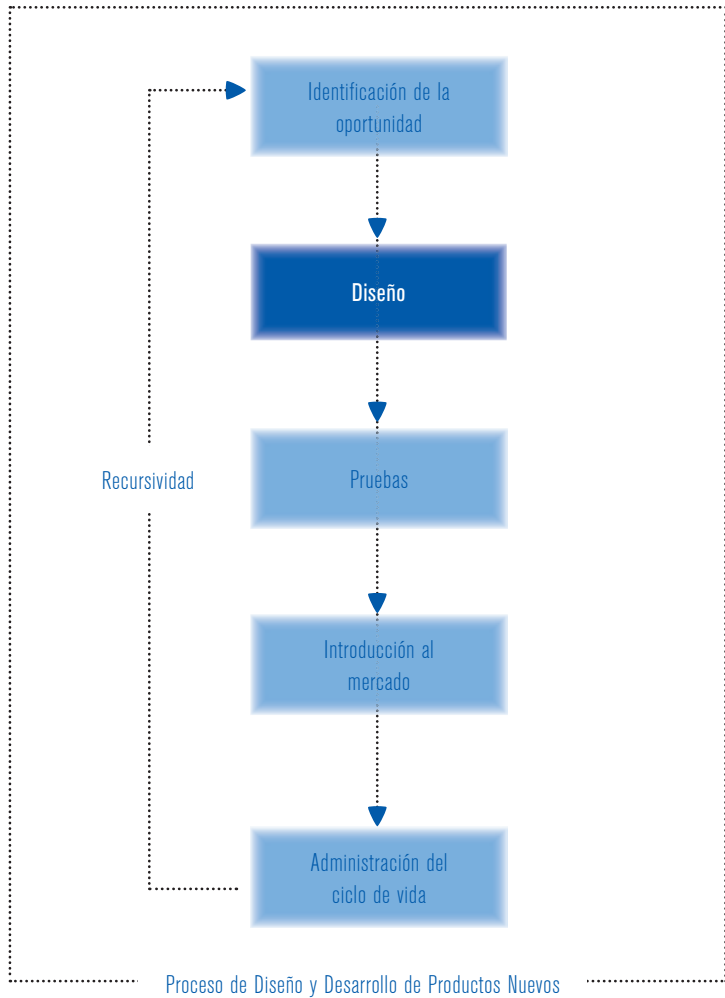 Identificación de la
oportunidad
Diseño
Recursividad
Pruebas
Introducción al
mercado
Administración del
ciclo de vida
Proceso de Diseño y Desarrollo de Productos Nuevos